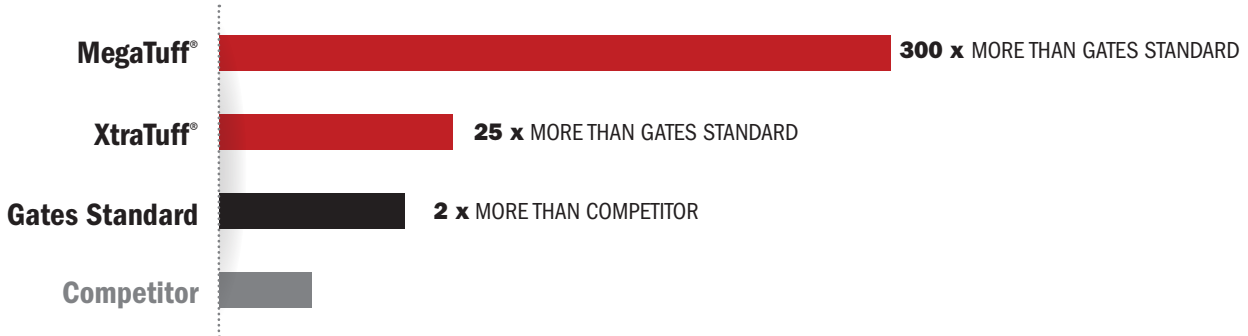 MegaTuff® 300 x MORE THAN GATES STANDARD
XtraTuff® 25 x MORE THAN GATES STANDARD
Gates Standard 2 x MORE THAN COMPETITOR
Competitor